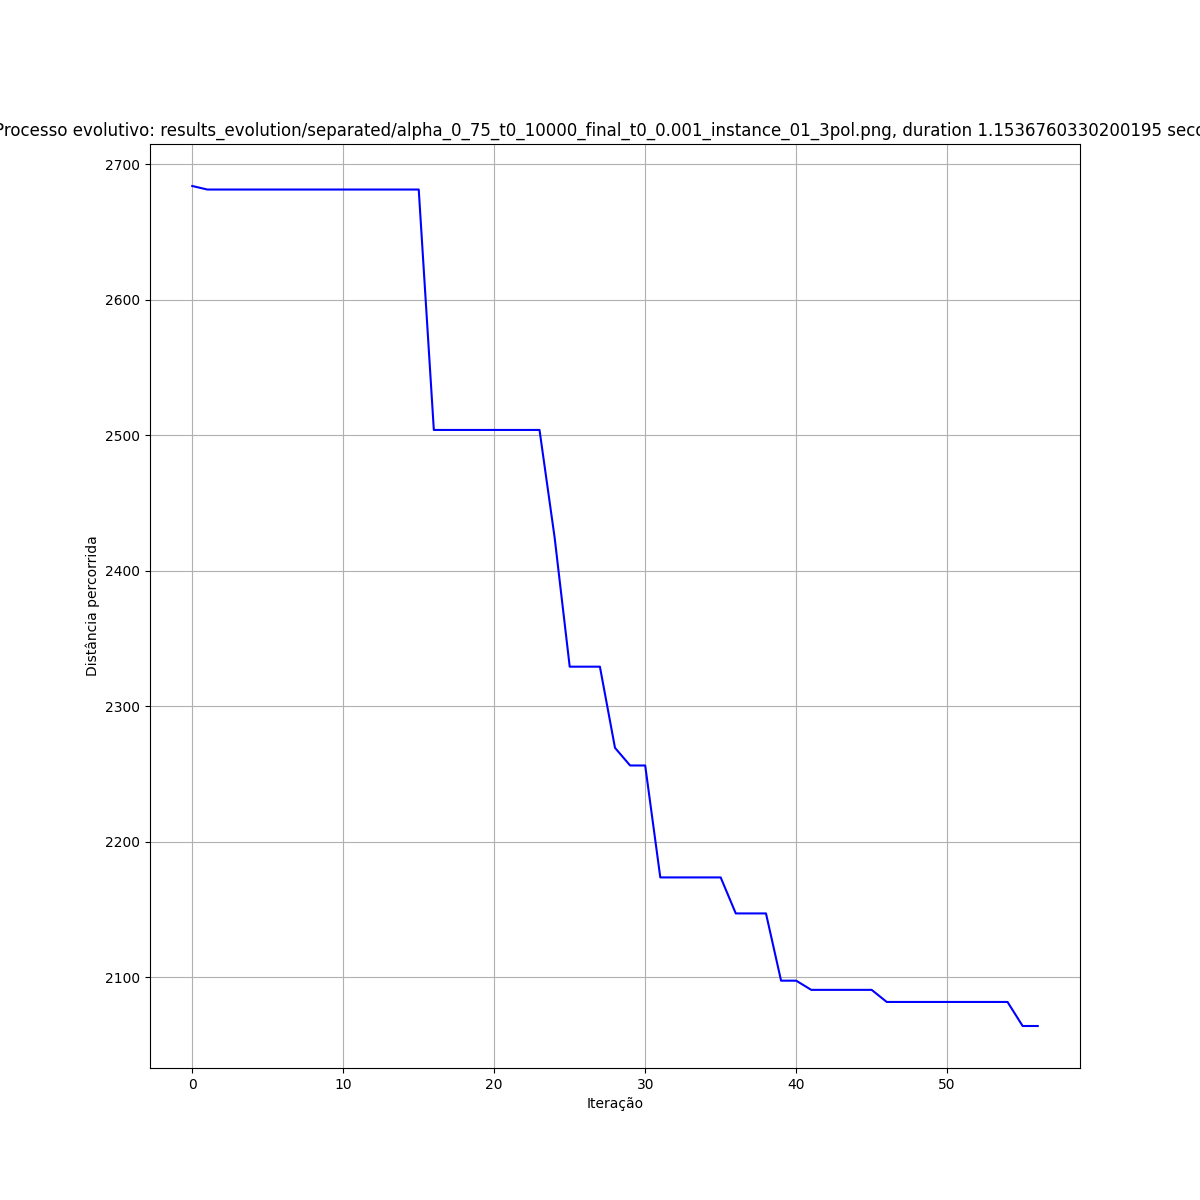 Processo evolutivo: results_evolution/separated/alpha_0_75_t0_10000_final_t0_0.001_instance_01_3pol.png, duration 1.1536760330200195
2700
2600
2500
2400
2300
2200
2100
Distância percorrida
0 10 20 30 40 50
Iteração